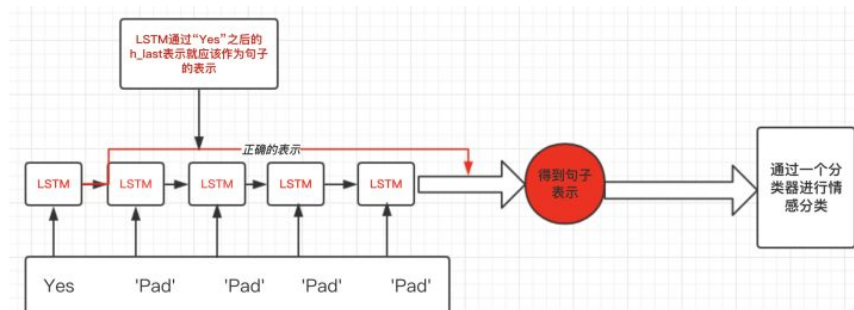 LSTM通过“Yes”之后的
h_last表示就应该作为句子
的表示
正确的表示
LSTM LSTM LSTM LSTM LSTM
得到句子
表示
通过一个分
类器进行情
感分类
Yes 'Pad' 'Pad' 'Pad' 'Pad'